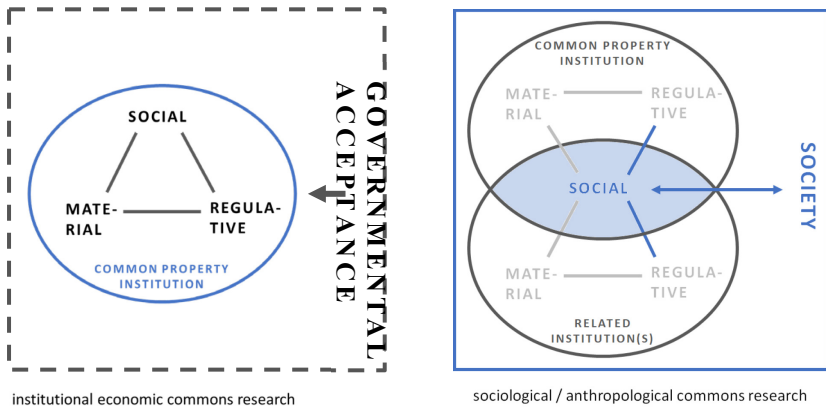 SOCIAL
MATE-
RIAL
REGULA-
TIVE
COMMON PROPERTY
INSTITUTION
GOVERNMENTAL
ACCEPTANCE
institutional economic commons research
COMMON PROPERTY
INSTITUTION
MATE-
RIAL
REGULA-
TIVE
SOCIAL
SOCIETY
MATE-
RIAL
REGULA-
TIVE
RELATED
INSTITUTION(S)
sociological / anthropological commons research